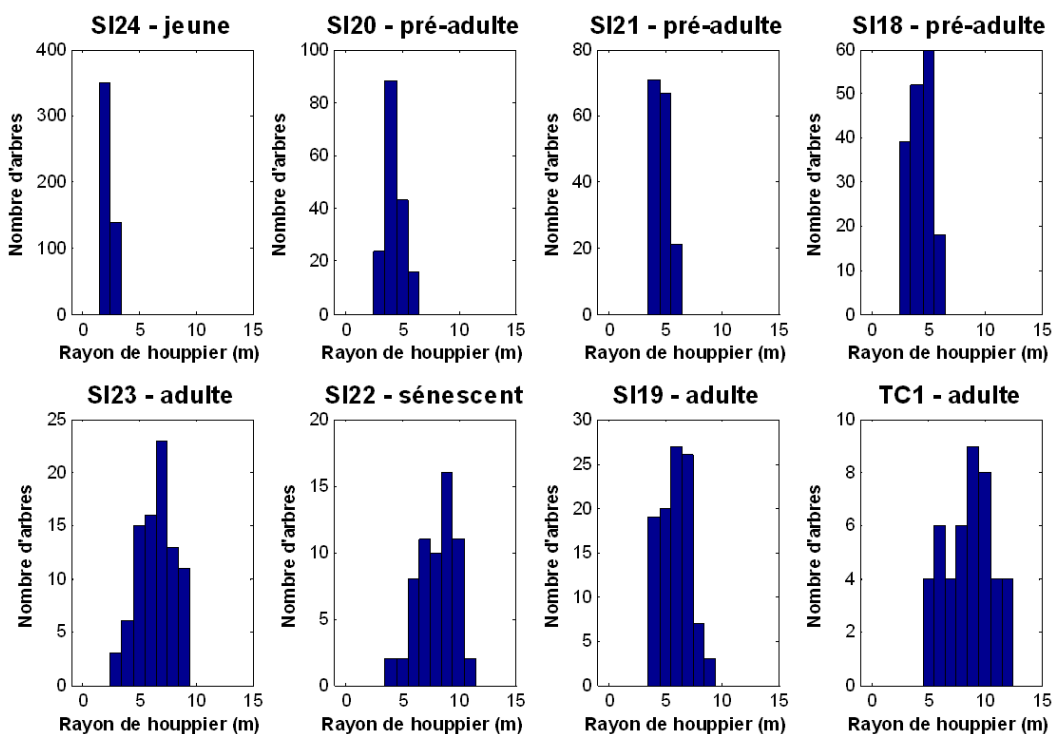 SI24 - jeune
400
300
200
100
0
Nombre d'arbres
0 5 10 15
Rayon de houppier (m)
SI20 - pré-adulte
100
80
60
40
20
0
Nombre d'arbres
0 5 10 15
Rayon de houppier (m)
SI21 - pré-adulte
80
60
40
20
0
Nombre d'arbres
0 5 10 15
Rayon de houppier (m)
SI18 - pré-adulte
60
50
40
30
20
10
0
Nombre d'arbres
0 5 10 15
Rayon de houppier (m)
SI23 - adulte
25
20
15
10
5
0
Nombre d'arbres
0 5 10 15
Rayon de houppier (m)
SI22 - sénescent
20
15
10
5
0
Nombre d'arbres
0 5 10 15
Rayon de houppier (m)
SI19 - adulte
30
25
20
15
10
5
0
Nombre d'arbres
0 5 10 15
Rayon de houppier (m)
TC1 - adulte
10
8
6
4
2
0
Nombre d'arbres
0 5 10 15
Rayon de houppier (m)